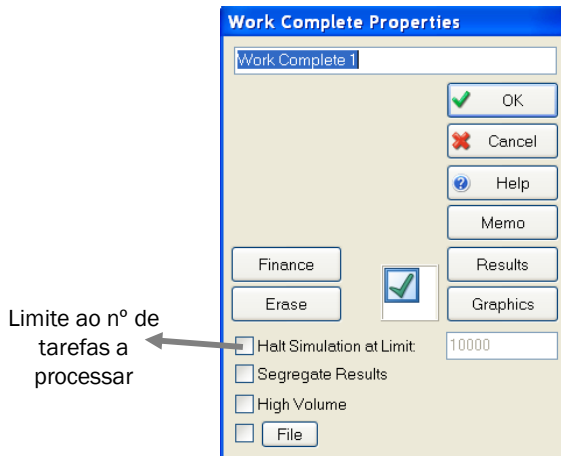 Work Complete Properties
Work Complete 1
OK
Cancel
Help
Memo
Finance
Results
Erase
Graphics
Limite ao nº de
tarefas a
processar
Halt Simulation at Limit:
10000
Segregate Results
High Volume
File